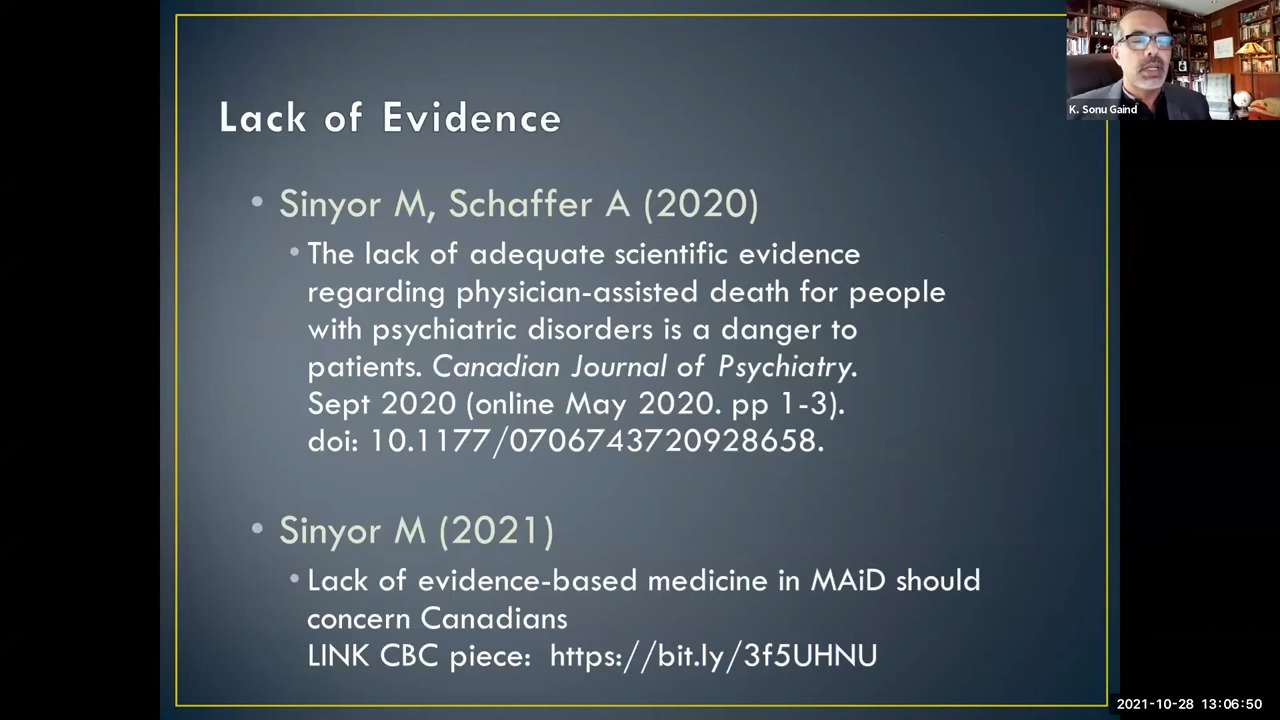 K. Sonu Gaind
Lack of Evidence
• Sinyor M, Schaffer A (2020)
• The lack of adequate scientific evidence
regarding physician-assisted death for people
with psychiatric disorders is a danger to
patients. Canadian Journal of Psychiatry.
Sept 2020 (online May 2020. pp 1-3).
doi: 10.1177/0706743720928658.
• Sinyor M (2021)
• Lack of evidence-based medicine in MAiD should
concern Canadians
LINK CBC piece: https://bit.ly/3f5UHNU
2021-10-28 13:06:50